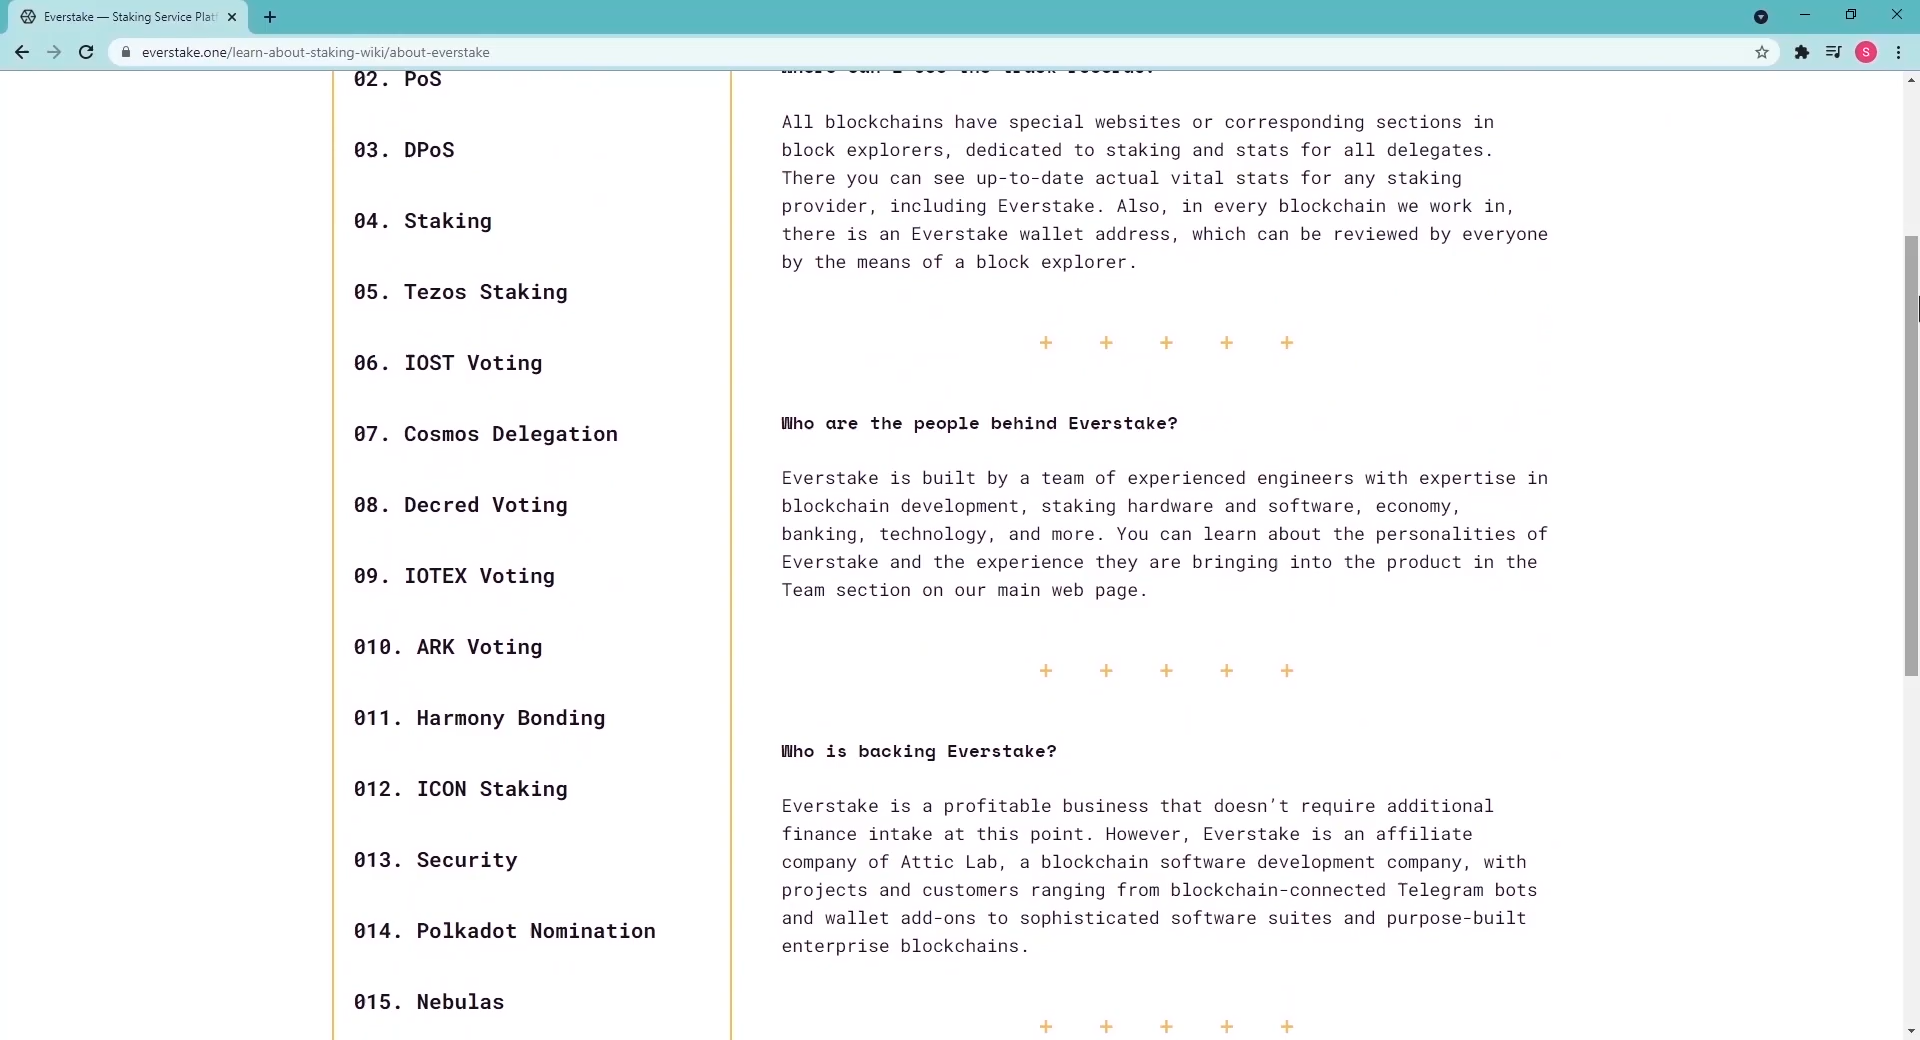 Everstake — Staking Service Plat
everstake.one/learn-about-staking-wiki/about-everstake
S
02. PoS
03. DPoS
04. Staking
05. Tezos Staking
06. IOST Voting
07. Cosmos Delegation
08. Decred Voting
09. IOTEX Voting
010. ARK Voting
011. Harmony Bonding
012. ICON Staking
013. Security
014. Polkadot Nomination
015. Nebulas
Where can I see the track records?
All blockchains have special websites or corresponding sections in
block explorers, dedicated to staking and stats for all delegates.
There you can see up-to-date actual vital stats for any staking
provider, including Everstake. Also, in every blockchain we work in,
there is an Everstake wallet address, which can be reviewed by everyone
by the means of a block explorer.
+ + + + +
Who are the people behind Everstake?
Everstake is built by a team of experienced engineers with expertise in
blockchain development, staking hardware and software, economy,
banking, technology, and more. You can learn about the personalities of
Everstake and the experience they are bringing into the product in the
Team section on our main web page.
+ + + + +
Who is backing Everstake?
Everstake is a profitable business that doesn’t require additional
finance intake at this point. However, Everstake is an affiliate
company of Attic Lab, a blockchain software development company, with
projects and customers ranging from blockchain-connected Telegram bots
and wallet add-ons to sophisticated software suites and purpose-built
enterprise blockchains.
+ + + + +